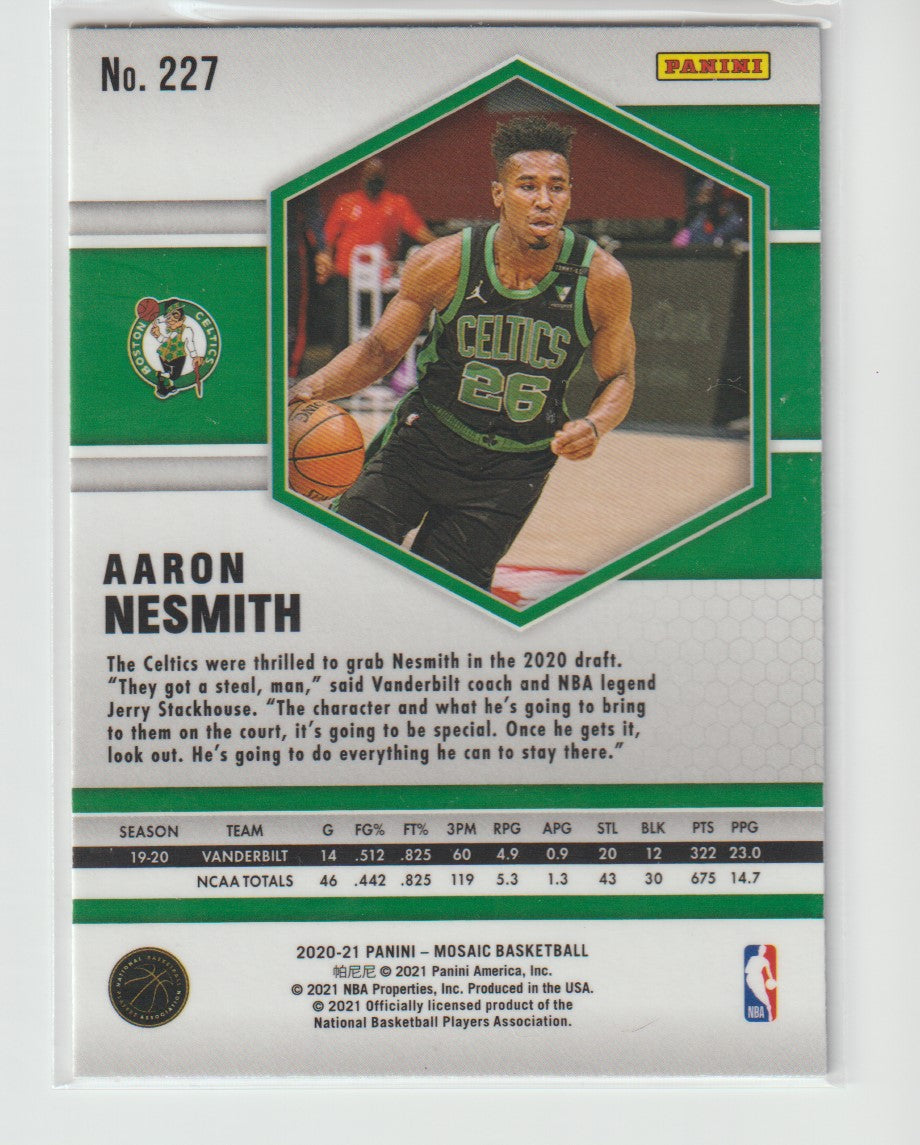 No. 227
PANINI
BOSTON CELTICS
CELTICS
26
AARON
NESMITH
The Celtics were thrilled to grab Nesmith in the 2020 draft.
“They got a steal, man,” said Vanderbilt coach and NBA legend
Jerry Stackhouse. “The character and what he’s going to bring
to them on the court, it’s going to be special. Once he gets it,
look out. He’s going to do everything he can to stay there.”
SEASON TEAM G FG% FT% 3PM RPG APG STL BLK PTS PPG
19-20 VANDERBILT 14 .512 .825 60 4.9 0.9 20 12 322 23.0
NCAA TOTALS 46 .442 .825 119 5.3 1.3 43 30 675 14.7
2020-21 PANINI – MOSAIC BASKETBALL
帕尼尼 © 2021 Panini America, Inc.
© 2021 NBA Properties, Inc. Produced in the USA.
© 2021 Officially licensed product of the
National Basketball Players Association.
NATIONAL BASKETBALL PLAYERS ASSOCIATION
NBA